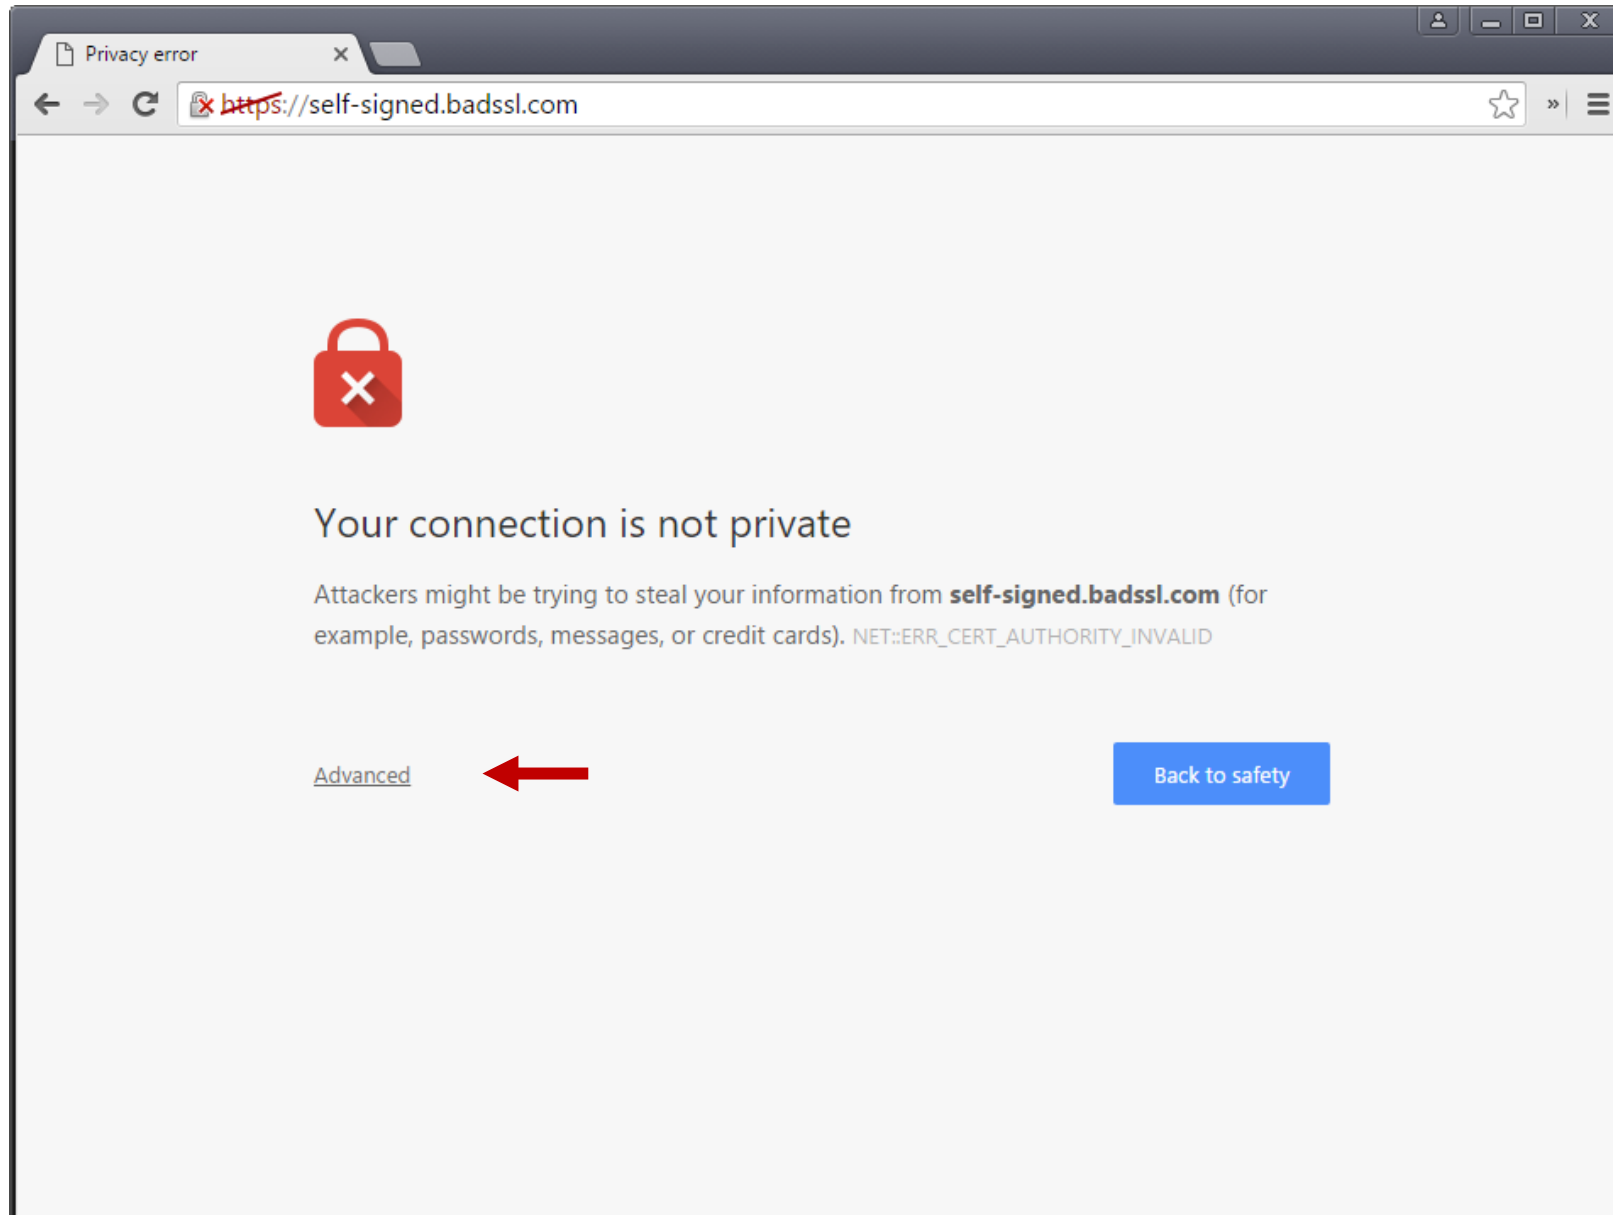 Privacy error
https://self-signed.badssl.com
Your connection is not private
Attackers might be trying to steal your information from self-signed.badssl.com (for
example, passwords, messages, or credit cards). NET::ERR_CERT_AUTHORITY_INVALID
Advanced
Back to safety